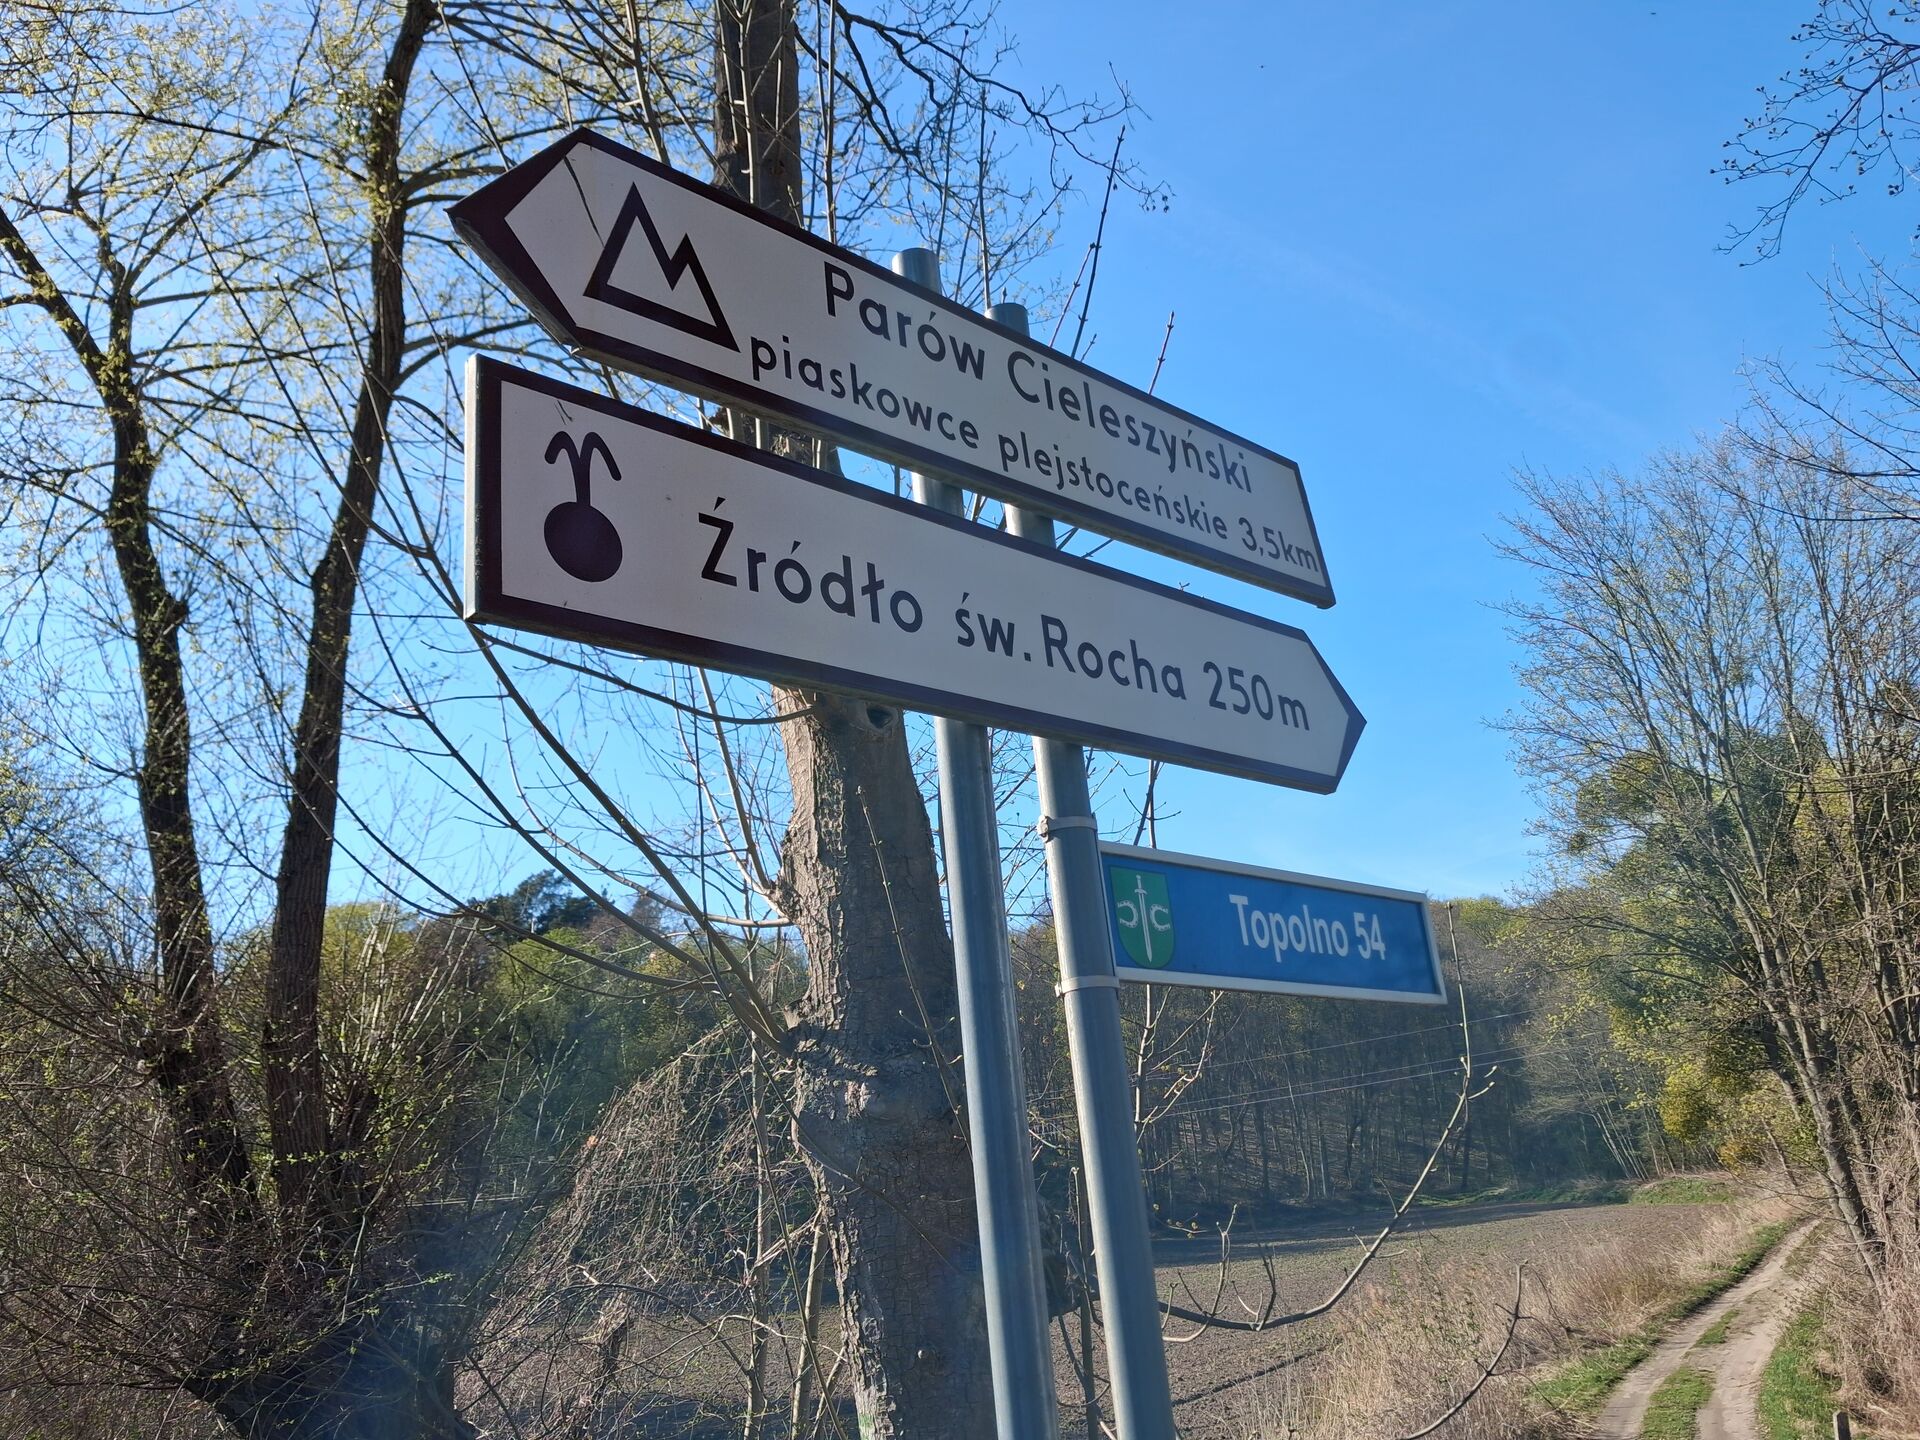 Parów Cieleszyński
piaskowce plejstoceńskie 3,5km
Źródło św. Rocha 250m
Topolno 54